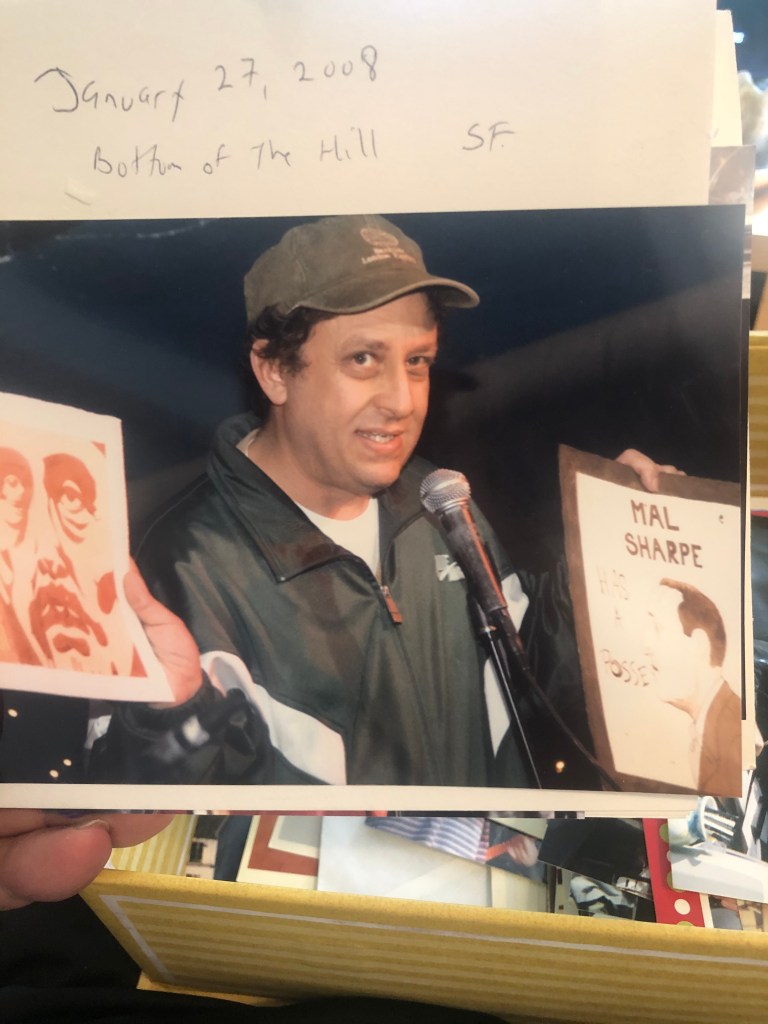 January 27, 2008
Bottom of The Hill SF.
MAL
SHARPE
HAS
A
POSSE